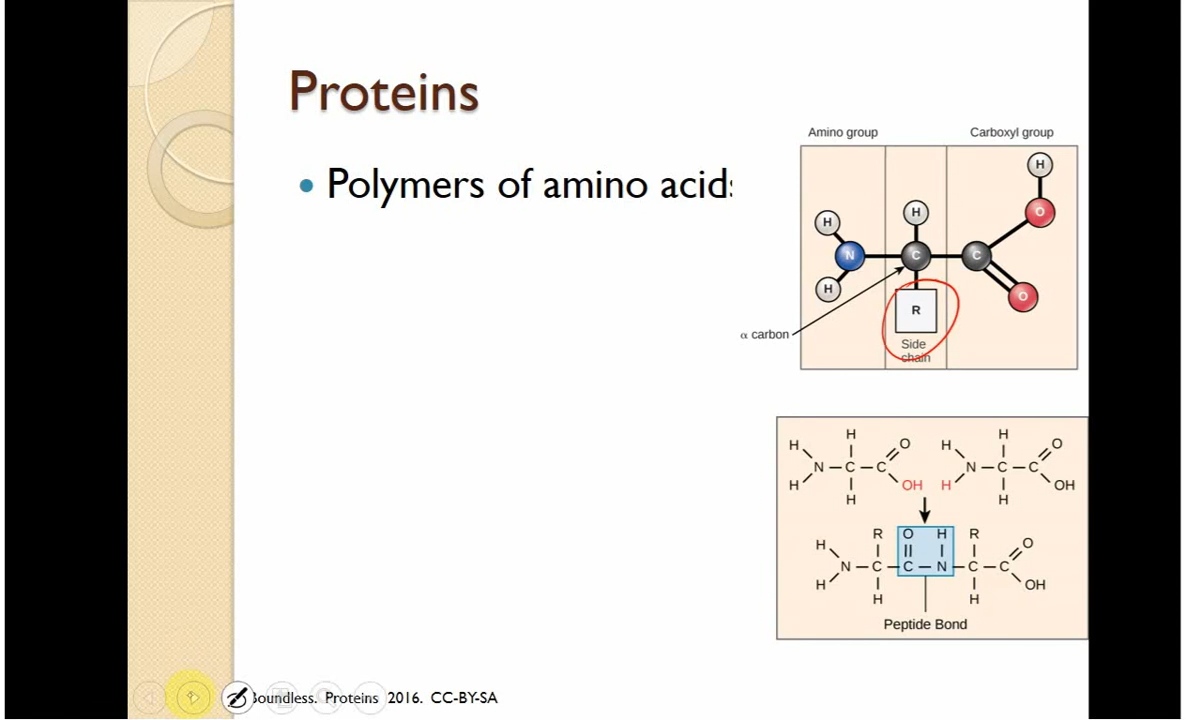 Proteins
• Polymers of amino acids
Amino group
Carboxyl group
H
H
H
O
N
C
C
H
O
R
α carbon
Side
chain
H H O H H O
H N C C N C C
H H OH H H OH
R O H R
H O
H N C C N C C
H H H OH
Peptide Bond
Boundless. Proteins 2016. CC-BY-SA